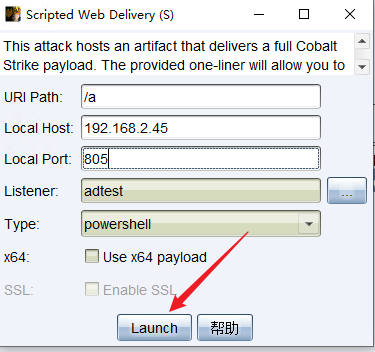 Scripted Web Delivery (S)
This attack hosts an artifact that delivers a full Cobalt
Strike payload. The provided one-liner will allow you to
URI Path: /a
Local Host: 192.168.2.45
Local Port: 805
Listener: adtest ...
Type: powershell
x64: Use x64 payload
SSL: Enable SSL
Launch 帮助